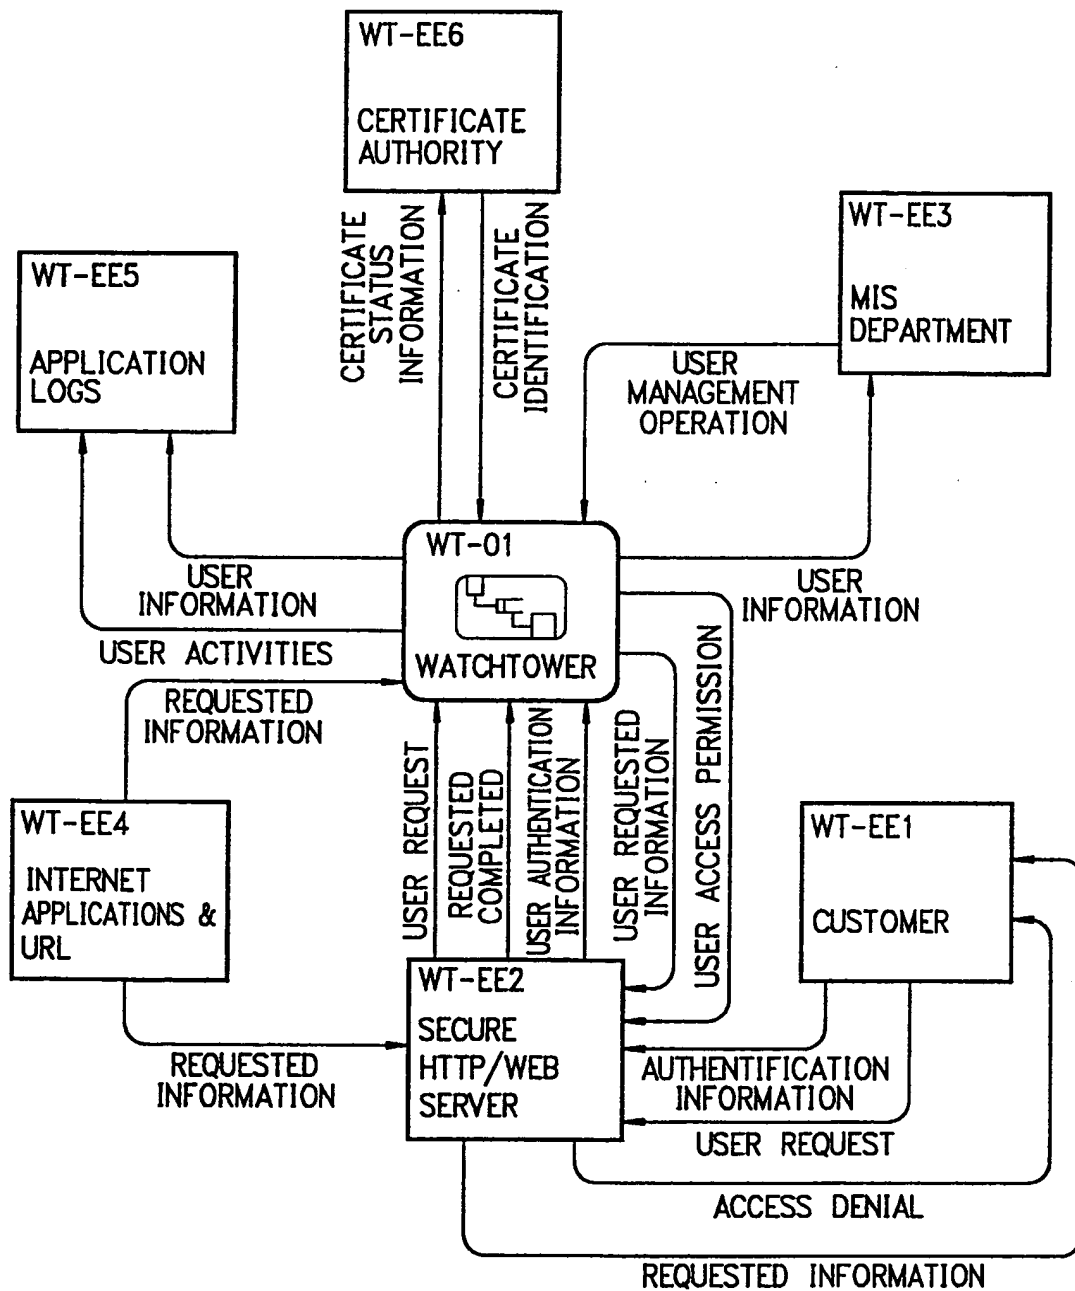 WT-EE6
CERTIFICATE
AUTHORITY
WT-EE3
MIS
DEPARTMENT
WT-EE5
APPLICATION
LOGS
CERTIFICATE
STATUS
INFORMATION
CERTIFICATE
IDENTIFICATION
USER
MANAGEMENT
OPERATION
WT-01
WATCHTOWER
USER
INFORMATION
USER ACTIVITIES
USER
INFORMATION
REQUESTED
INFORMATION
USER REQUEST
REQUESTED
COMPLETED
USER AUTHENTICATION
INFORMATION
USER REQUESTED
INFORMATION
USER ACCESS PERMISSION
WT-EE4
INTERNET
APPLICATIONS &
URL
WT-EE1
CUSTOMER
WT-EE2
SECURE
HTTP/WEB
SERVER
REQUESTED
INFORMATION
AUTHENTIFICATION
INFORMATION
USER REQUEST
ACCESS DENIAL
REQUESTED INFORMATION